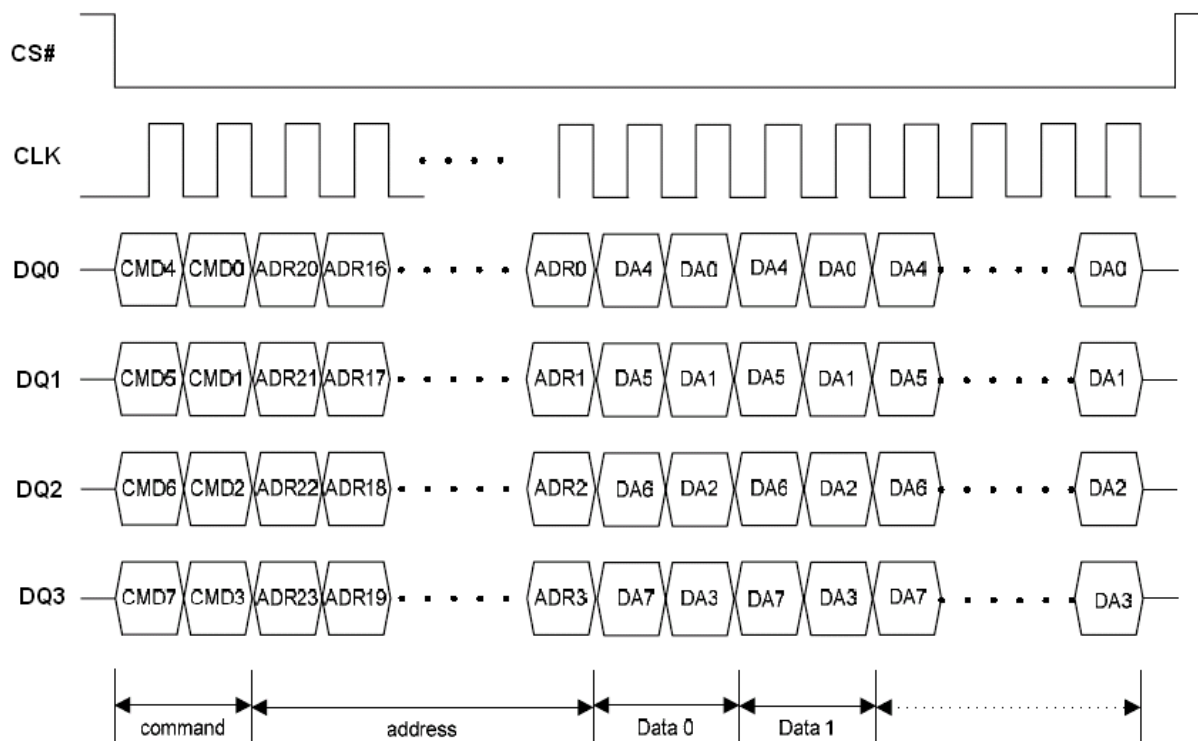 CS#
CLK
DQ0 CMD4 CMD0 ADR20 ADR16 ADR0 DA4 DA0 DA4 DA0 DA4 DA0
DQ1 CMD5 CMD1 ADR21 ADR17 ADR1 DA5 DA1 DA5 DA1 DA5 DA1
DQ2 CMD6 CMD2 ADR22 ADR18 ADR2 DA6 DA2 DA6 DA2 DA6 DA2
DQ3 CMD7 CMD3 ADR23 ADR19 ADR3 DA7 DA3 DA7 DA3 DA7 DA3
command address Data 0 Data 1